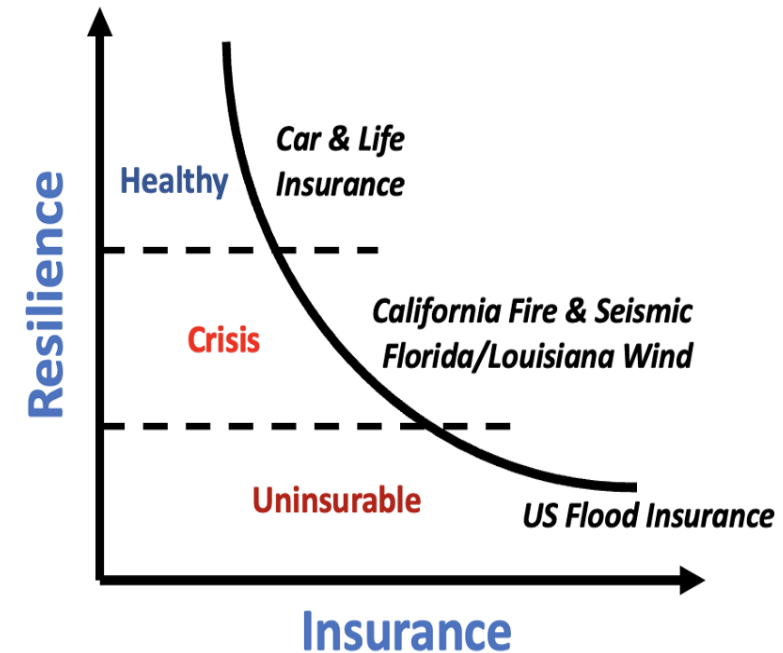 Resilience
Healthy
Car & Life
Insurance
Crisis
California Fire & Seismic
Florida/Louisiana Wind
Uninsurable
US Flood Insurance
Insurance